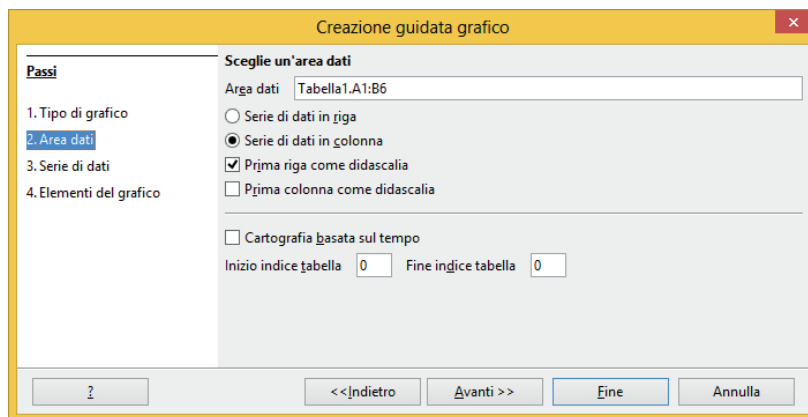 Creazione guidata grafico
Passi
1. Tipo di grafico
2. Area dati
3. Serie di dati
4. Elementi del grafico
Sceglie un'area dati
Area dati Tabella1.A1:B6
Serie di dati in riga
Serie di dati in colonna
Prima riga come didascalia
Prima colonna come didascalia
Cartografia basata sul tempo
Inizio indice tabella 0 Fine indice tabella 0
? <<Indietro Avanti >> Fine Annulla